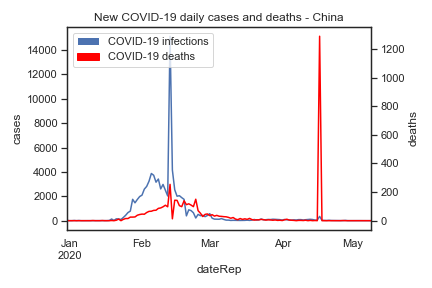 New COVID-19 daily cases and deaths - China
COVID-19 infections
COVID-19 deaths
14000
12000
10000
8000
6000
4000
2000
0
cases
1200
1000
800
600
400
200
0
deaths
Jan
2020
Feb
Mar
Apr
May
dateRep